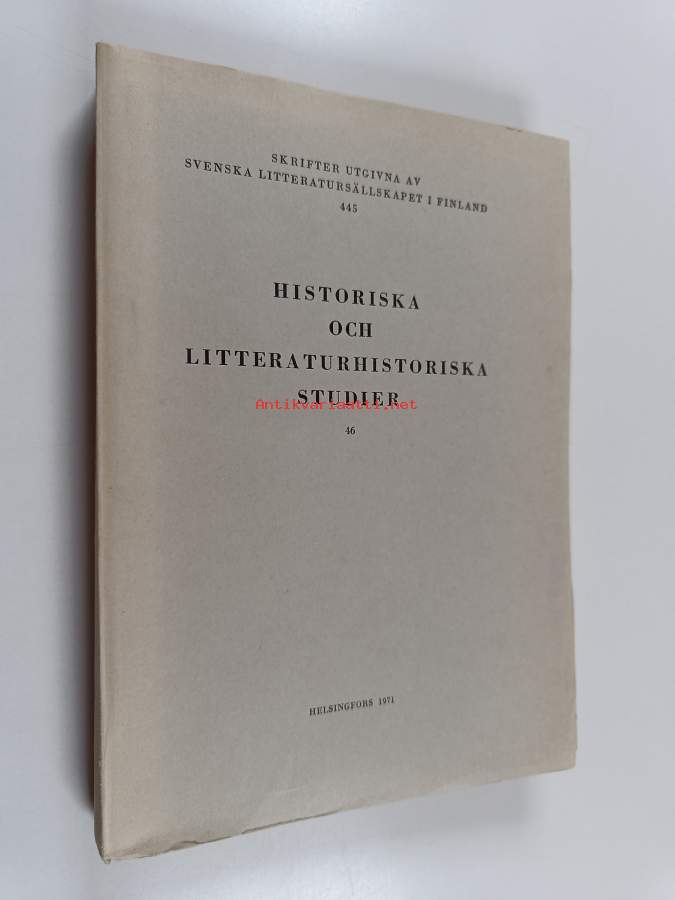 SKRIFTER UTGIVNA AV
SVENSKA LITTERATURSÄLLSKAPET I FINLAND
445
HISTORISKA
OCH
LITTERATURHISTORISKA
STUDIER
Antikvariaatti.net
46
HELSINGFORS 1971